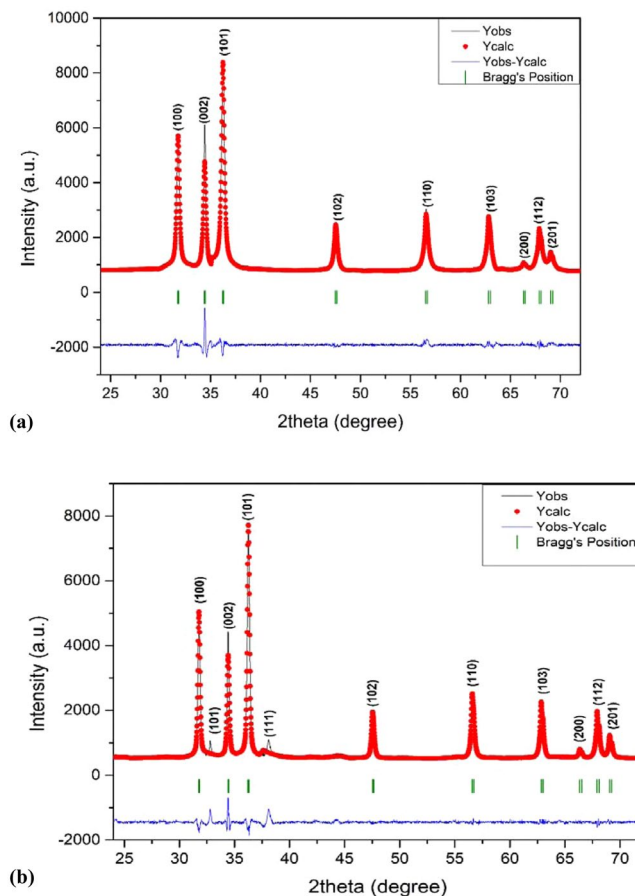 10000
8000
6000
4000
2000
0
-2000
Intensity (a.u.)
(100)
(002)
(101)
(102)
(110)
(103)
(200)
(112)
(201)
Yobs
Ycalc
Yobs-Ycalc
Bragg's Position
25 30 35 40 45 50 55 60 65 70
2theta (degree)
(a)
8000
6000
4000
2000
0
-2000
Intensity (a.u.)
(100)
(101)
(002)
(101)
(111)
(102)
(110)
(103)
(200)
(112)
(201)
Yobs
Ycalc
Yobs-Ycalc
Bragg's Position
25 30 35 40 45 50 55 60 65 70
2theta (degree)
(b)